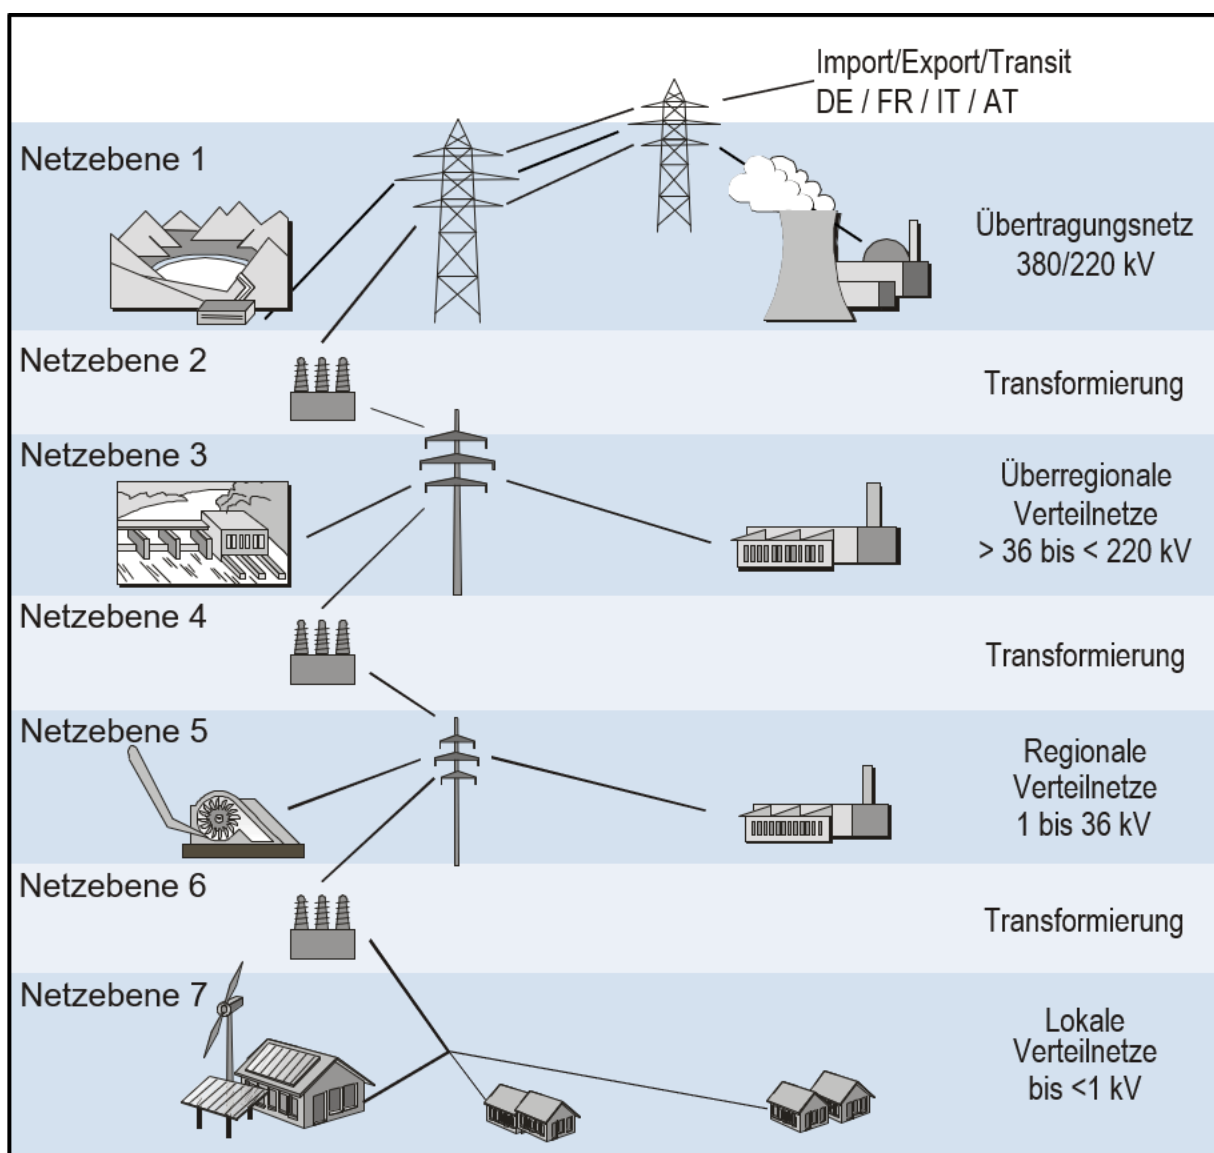 Import/Export/Transit
DE / FR / IT / AT
Netzebene 1
Übertragungsnetz
380/220 kV
Netzebene 2
Transformierung
Netzebene 3
Überregionale
Verteilnetze
> 36 bis < 220 kV
Netzebene 4
Transformierung
Netzebene 5
Regionale
Verteilnetze
1 bis 36 kV
Netzebene 6
Transformierung
Netzebene 7
Lokale
Verteilnetze
bis <1 kV